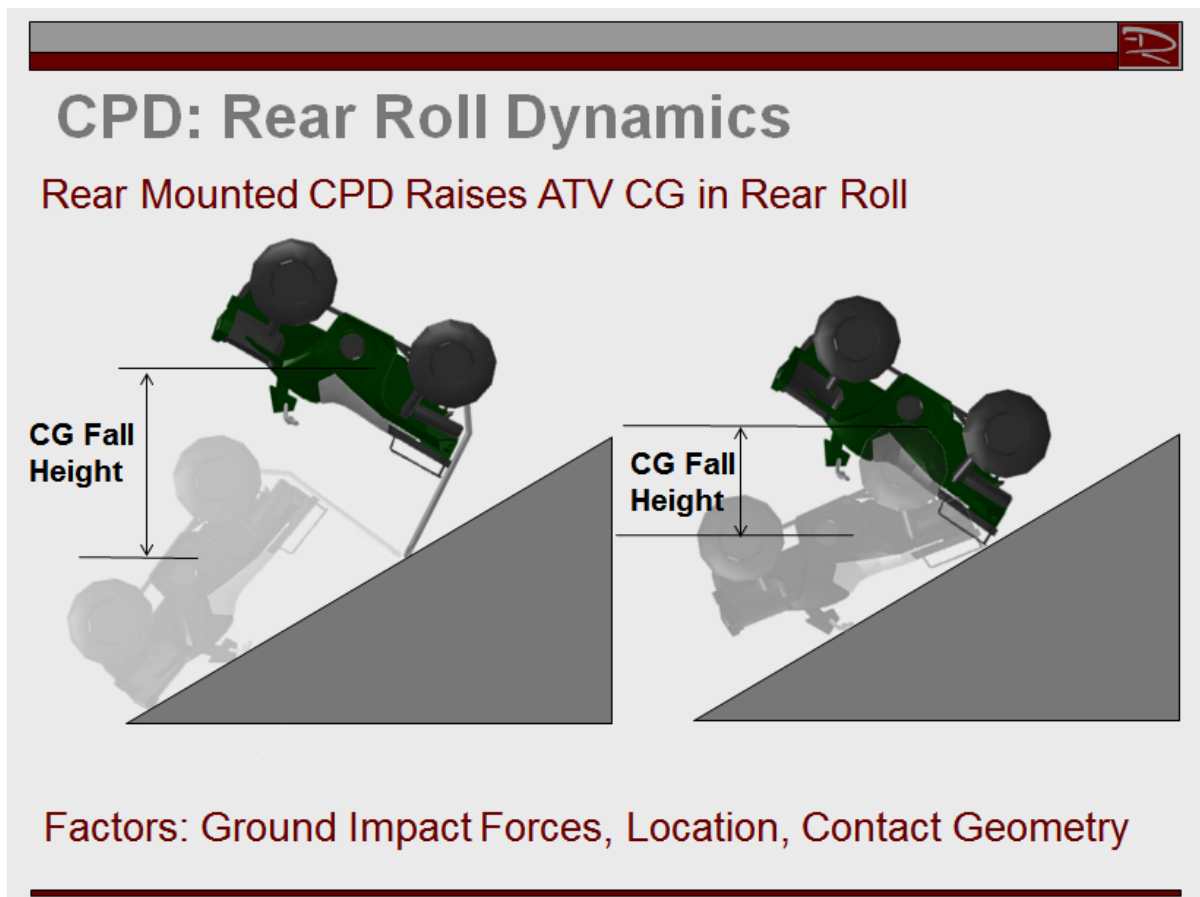 CPD: Rear Roll Dynamics
Rear Mounted CPD Raises ATV CG in Rear Roll
CG Fall
Height
CG Fall
Height
Factors: Ground Impact Forces, Location, Contact Geometry